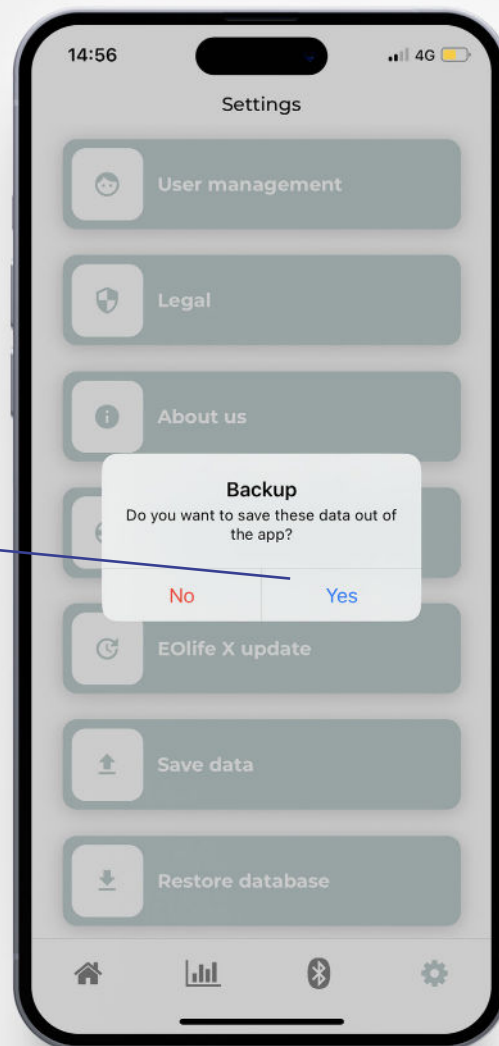 14:56
4G
Settings
User management
Legal
About us
Backup
Do you want to save these data out of
the app?
No
Yes
EOlife X update
Save data
Restore database